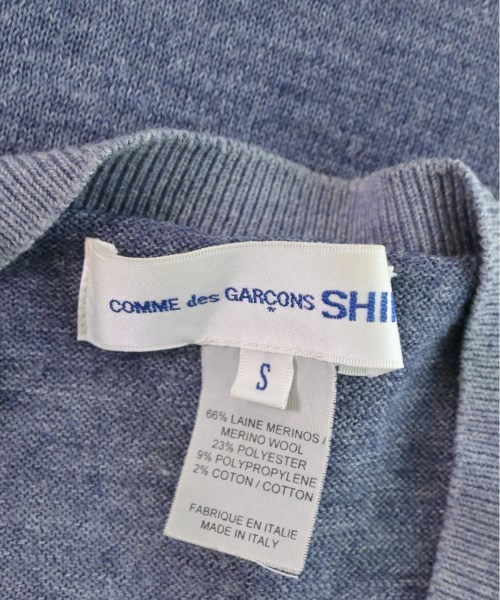 COMME des GARÇONS SHI
*
S
66% LAINE MERINOS /
MERINO WOOL
23% POLYESTER
9% POLYPROPYLENE
2% COTON / COTTON
FABRIQUE EN ITALIE
MADE IN ITALY